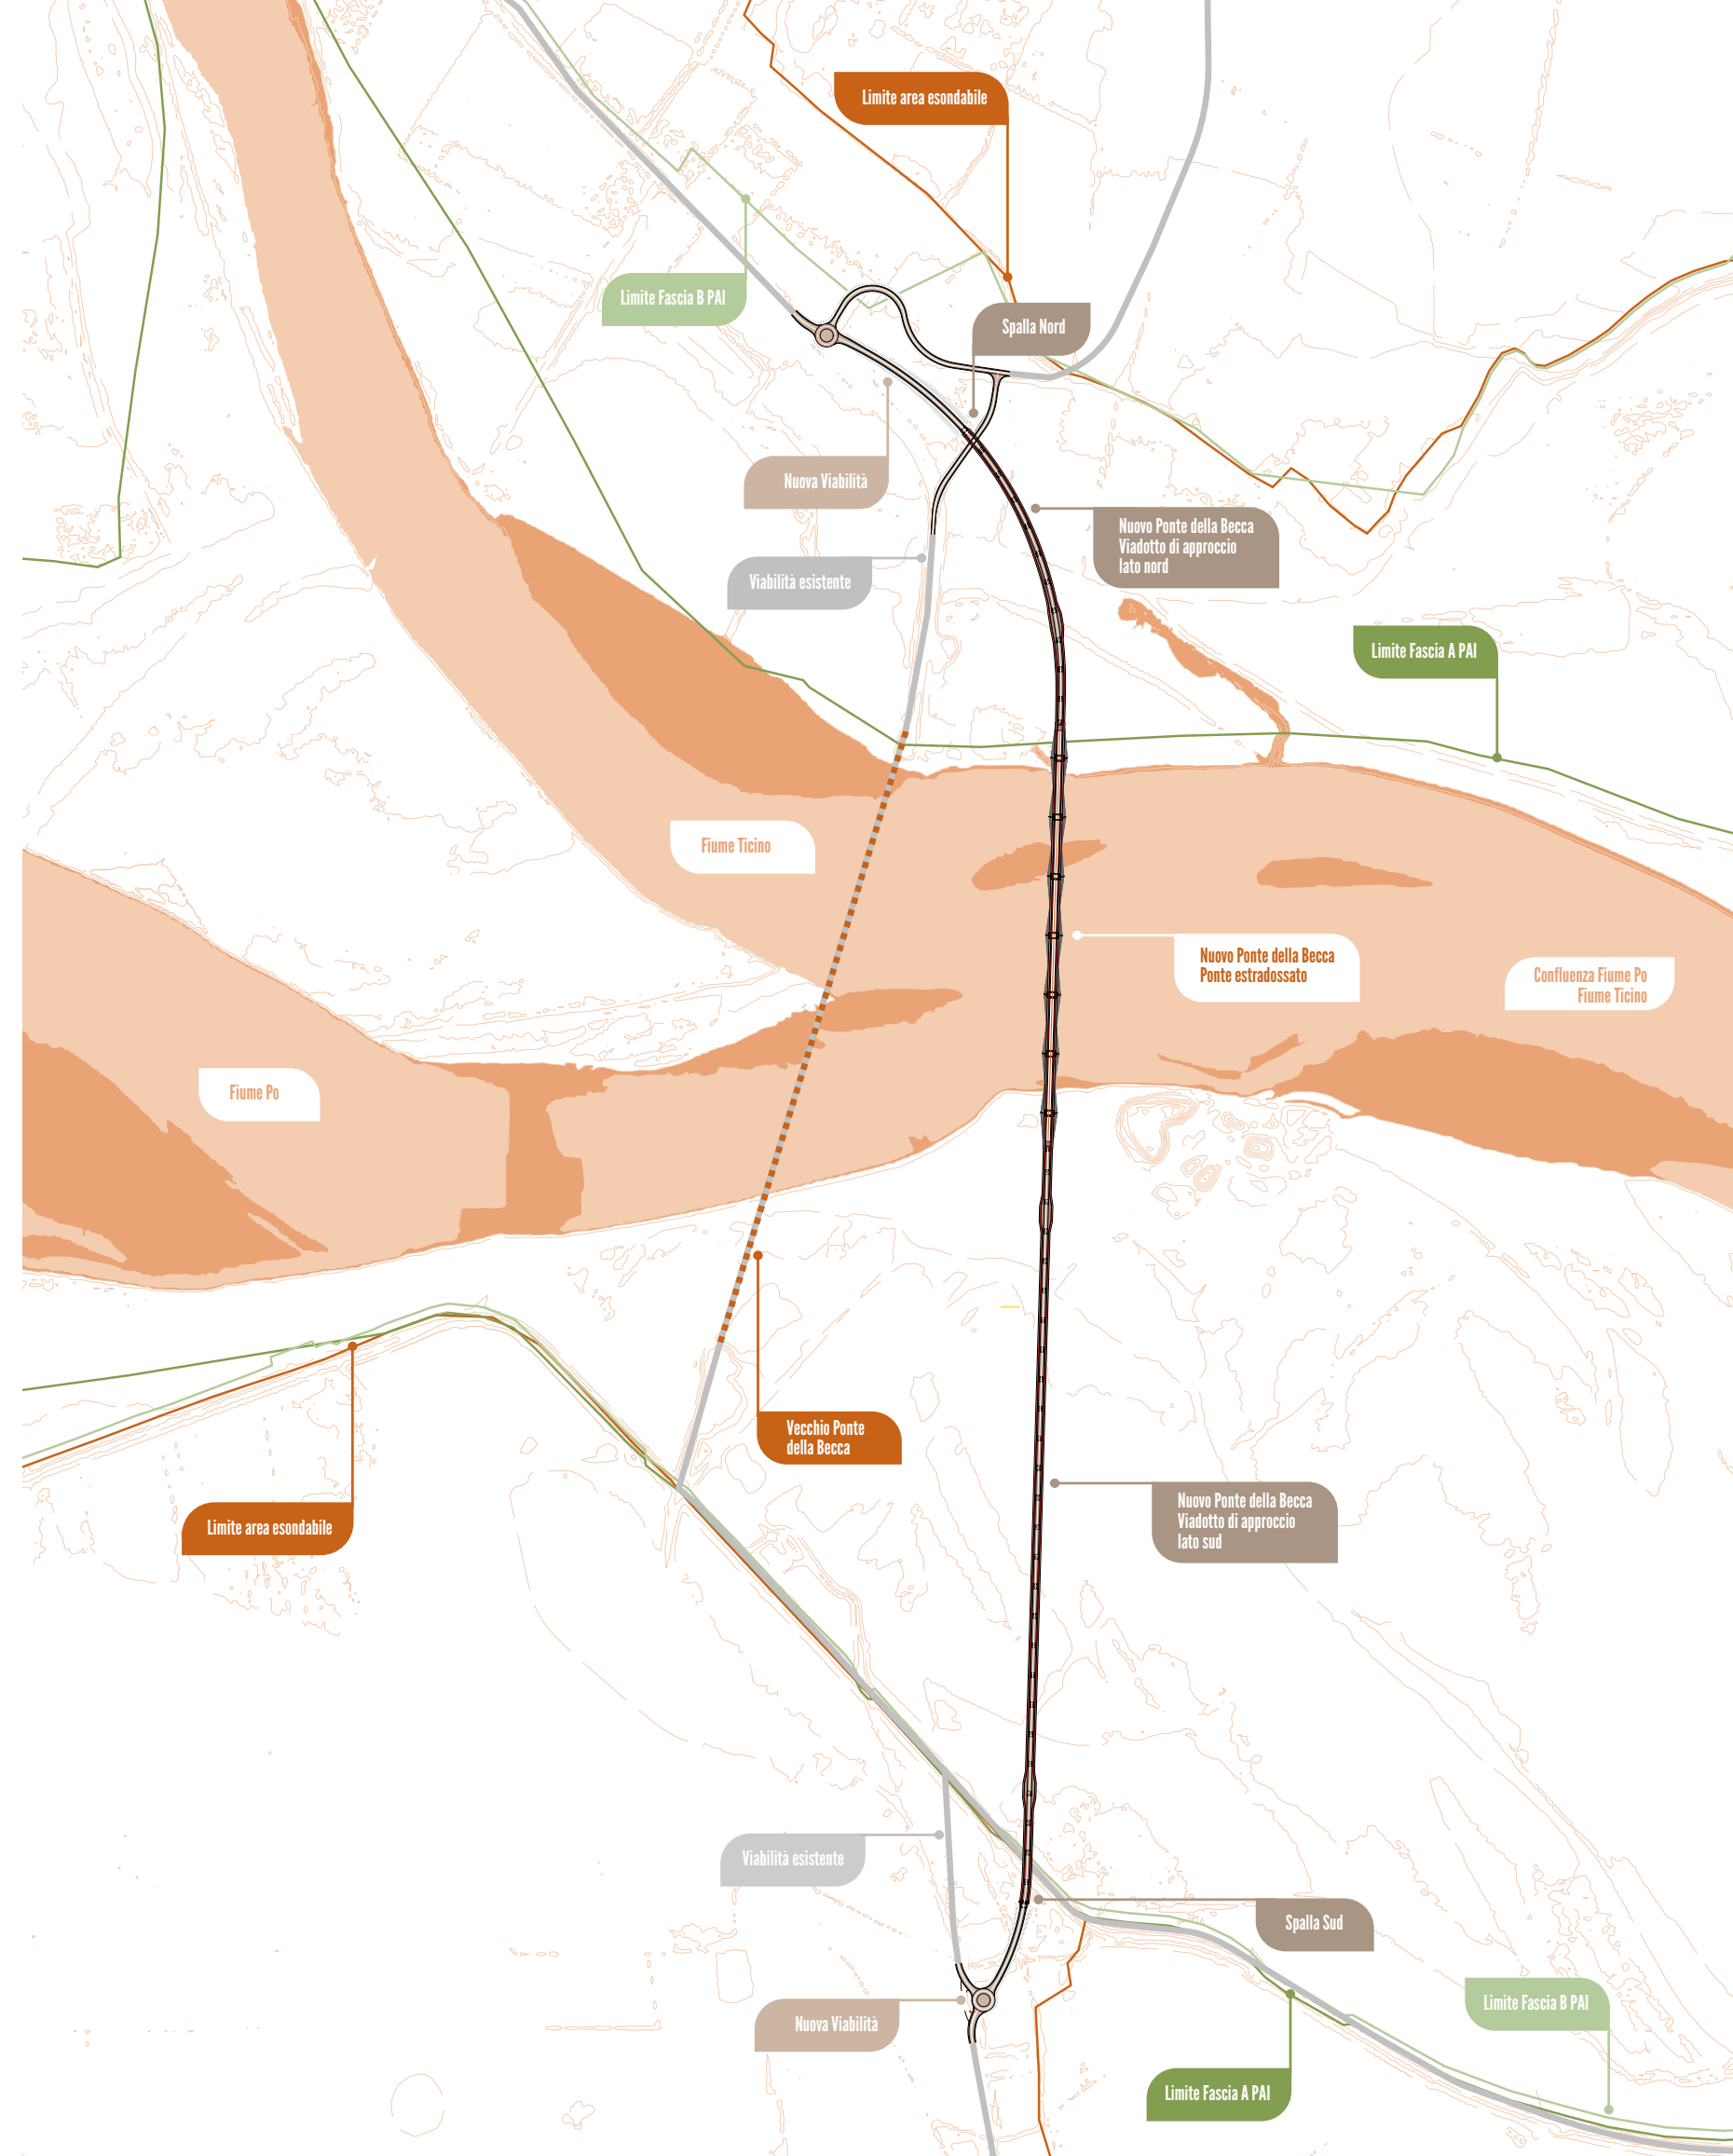 Limite area esondabile
Limite Fascia B PAI
Spalla Nord
Nuova Viabilità
Nuovo Ponte della Becca
Viadotto di approccio
lato nord
Viabilità esistente
Limite Fascia A PAI
Fiume Ticino
Nuovo Ponte della Becca
Ponte estradossato
Confluenza Fiume Po
Fiume Ticino
Fiume Po
Vecchio Ponte
della Becca
Nuovo Ponte della Becca
Viadotto di approccio
lato sud
Limite area esondabile
Viabilità esistente
Spalla Sud
Limite Fascia B PAI
Nuova Viabilità
Limite Fascia A PAI